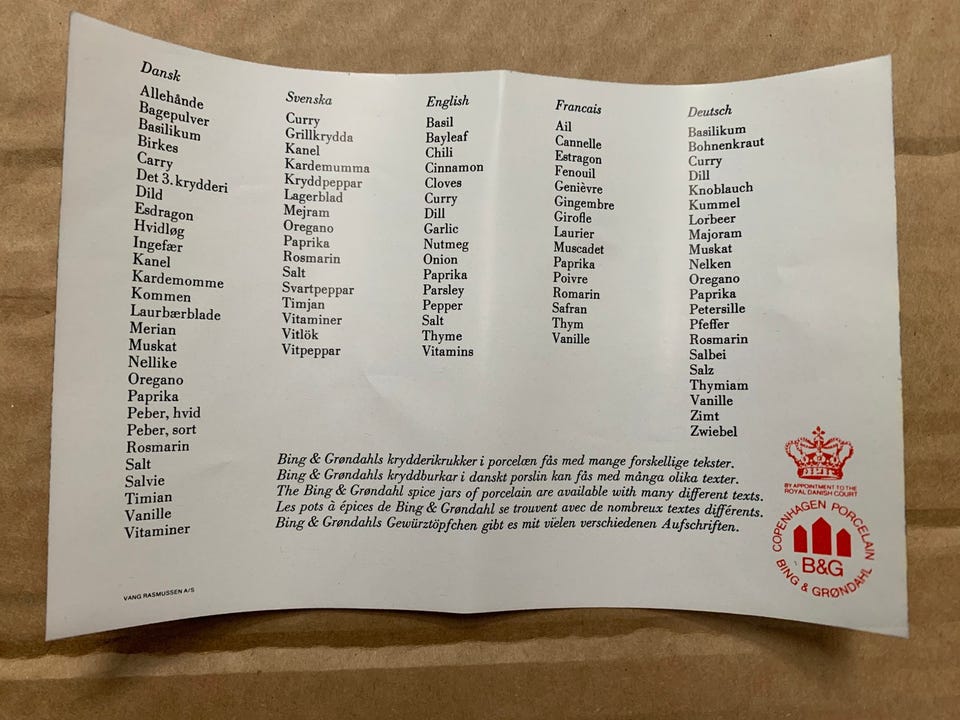 Dansk
Allehånde
Bagepulver
Basilikum
Birkes
Carry
Det 3. krydderi
Dild
Esdragon
Hvidløg
Ingefær
Kanel
Kardemomme
Kommen
Laurbærblade
Merian
Muskat
Nellike
Oregano
Paprika
Peber, hvid
Peber, sort
Rosmarin
Salt
Salvie
Timian
Vanille
Vitaminer
Svenska
Curry
Grillkrydda
Kanel
Kardemumma
Kryddpeppar
Lagerblad
Mejram
Oregano
Paprika
Rosmarin
Salt
Svartpeppar
Timjan
Vitaminer
Vitlök
Vitpeppar
English
Basil
Bayleaf
Chili
Cinnamon
Cloves
Curry
Dill
Garlic
Nutmeg
Onion
Paprika
Parsley
Pepper
Salt
Thyme
Vitamins
Francais
Ail
Cannelle
Estragon
Fenouil
Genièvre
Gingembre
Girofle
Laurier
Muscadet
Paprika
Poivre
Romarin
Safran
Thym
Vanille
Deutsch
Basilikum
Bohnenkraut
Curry
Dill
Knoblauch
Kummel
Lorbeer
Majoram
Muskat
Nelken
Oregano
Paprika
Petersille
Pfeffer
Rosmarin
Salbei
Salz
Thymiam
Vanille
Zimt
Zwiebel
Bing & Grøndahls krydderikrukker i porcelæn fås med mange forskellige tekster.
Bing & Grøndahls kryddburkar i danskt porslin kan fås med många olika texter.
The Bing & Grøndahl spice jars of porcelain are available with many different texts.
Les pots à épices de Bing & Grøndahl se trouvent avec de nombreux textes différents.
Bing & Grøndahls Gewürztöpfchen gibt es mit vielen verschiedenen Aufschriften.
VANG RASMUSSEN A/S
BY APPOINTMENT TO THE
ROYAL DANISH COURT
COPENHAGEN PORCELAIN
B&G
BING & GRØNDAHL